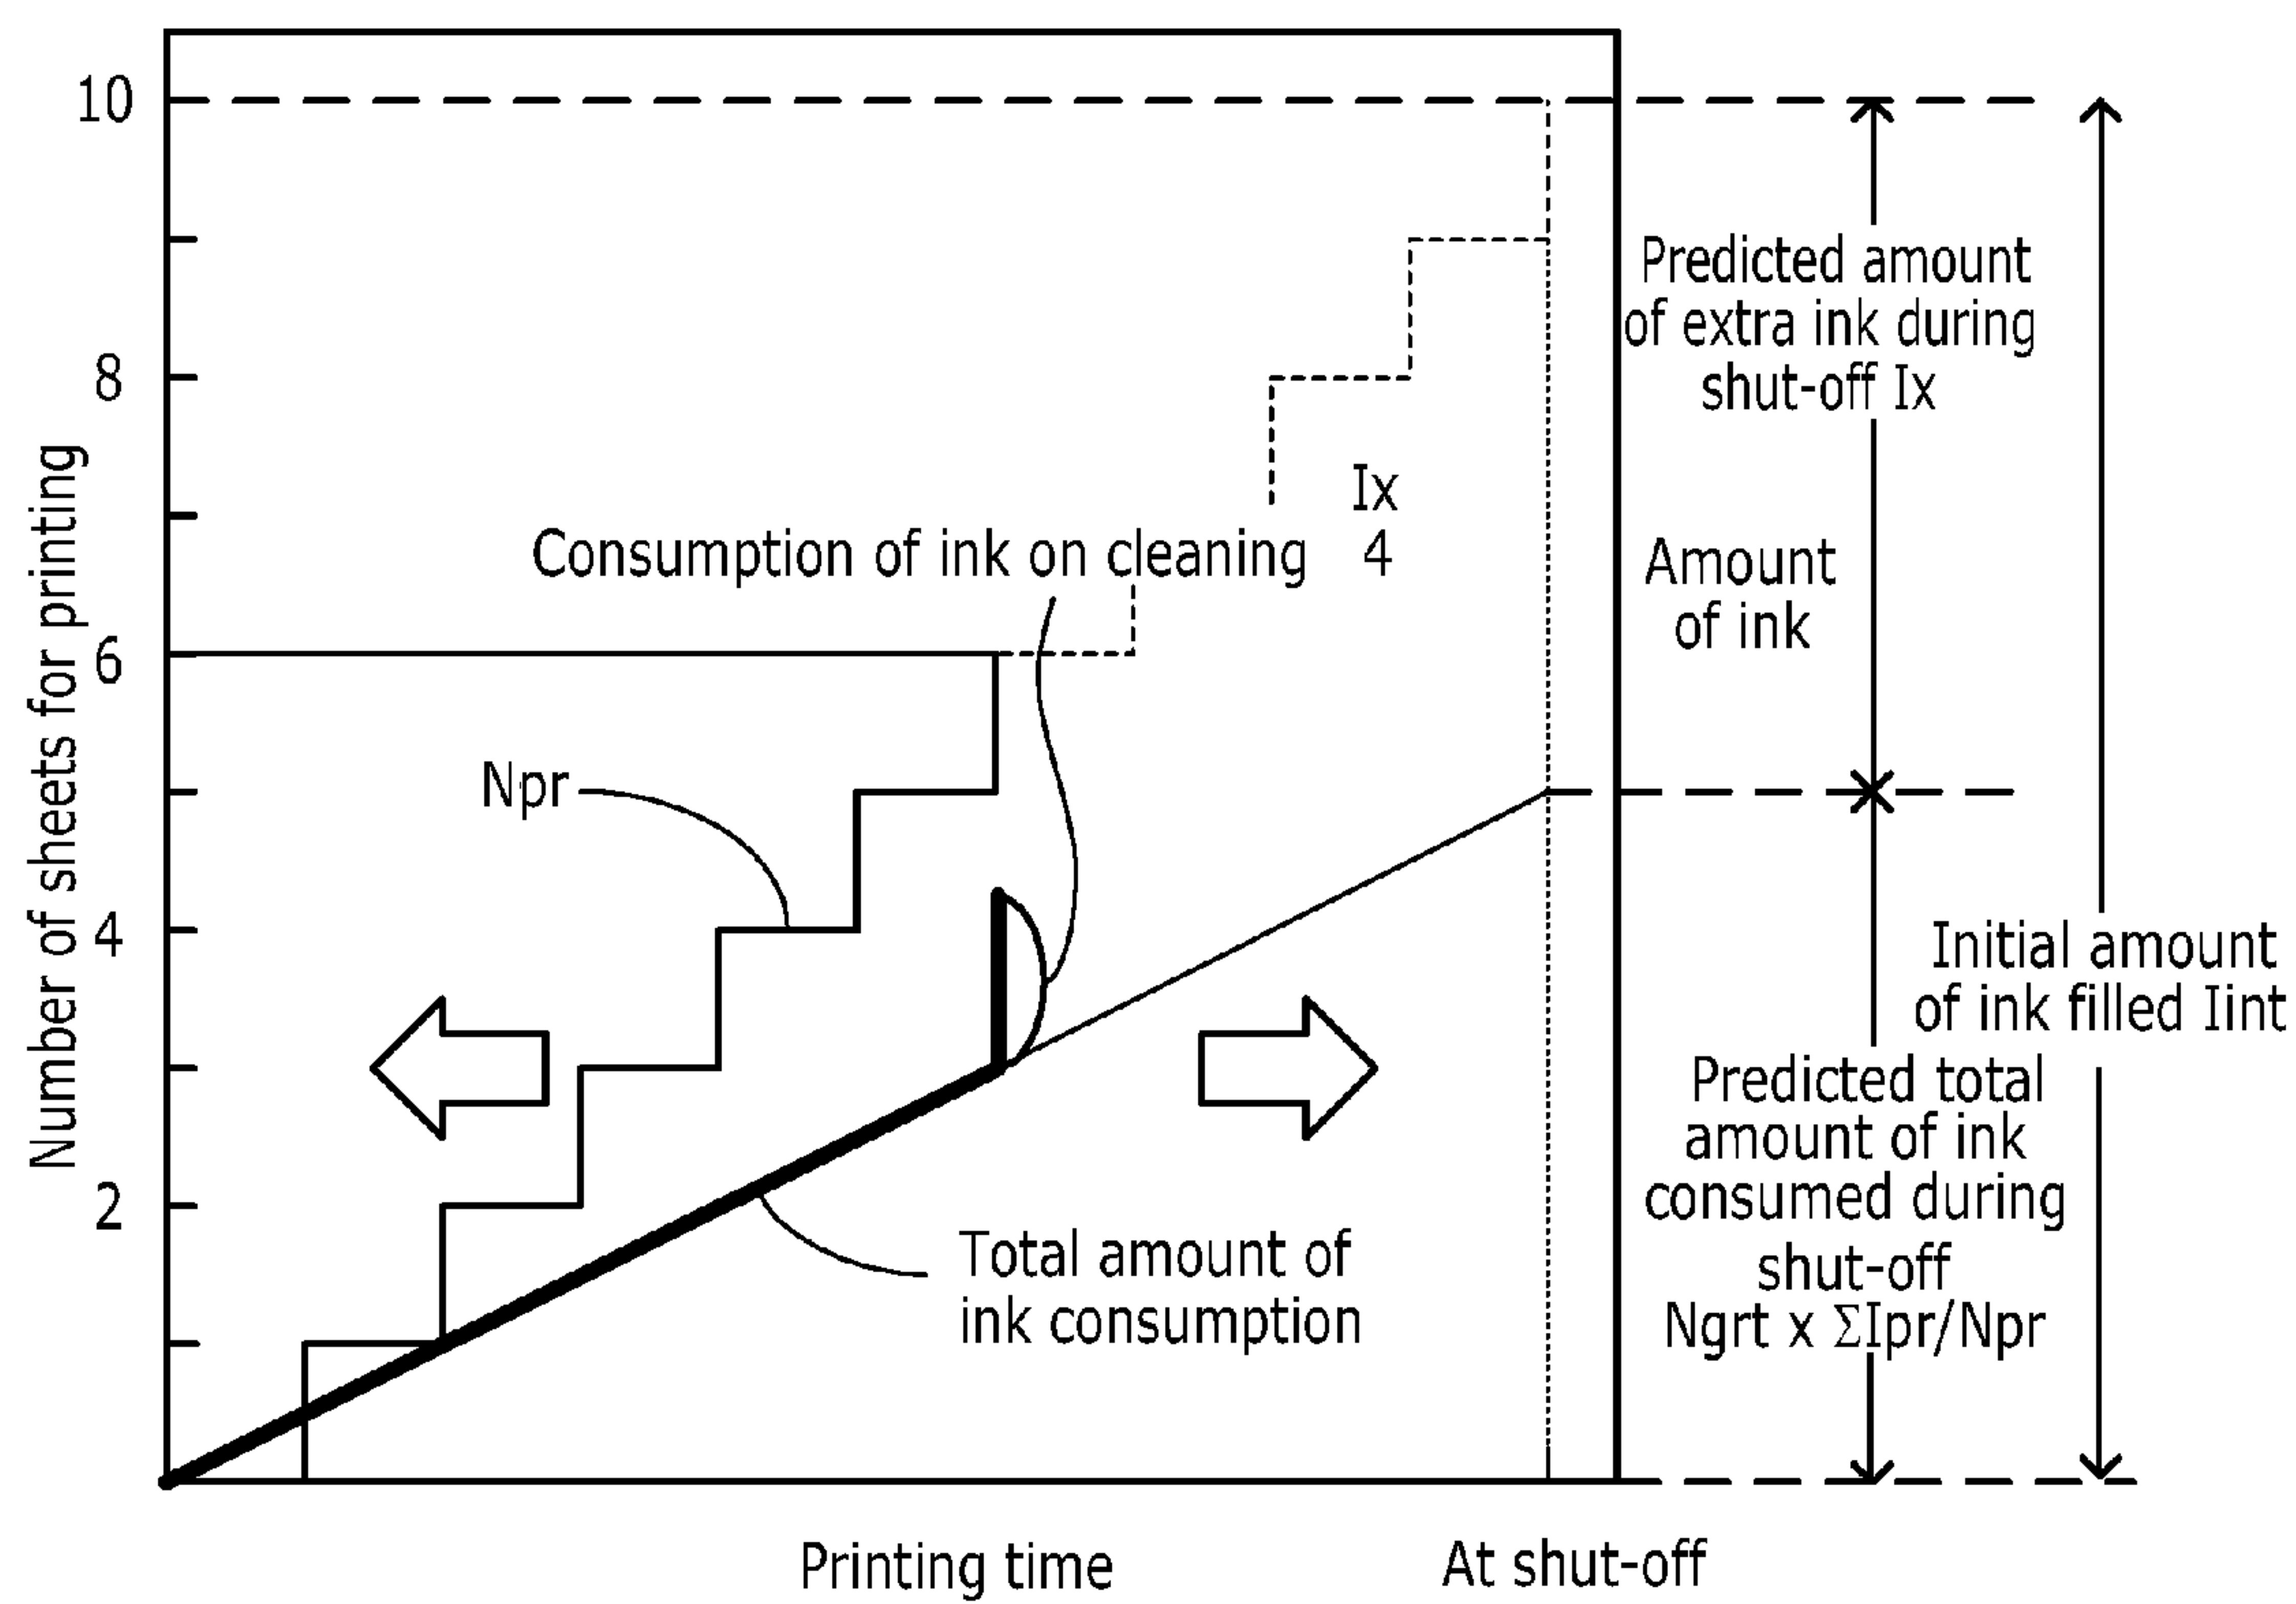 Number of sheets for printing
10
8
6
4
2
Npr
Consumption of ink on cleaning
Ix
4
Total amount of
ink consumption
Printing time
At shut-off
Predicted amount
of extra ink during
shut-off Ix
Amount
of ink
Initial amount
of ink filled Iint
Predicted total
amount of ink
consumed during
shut-off
Ngrt x ΣIpr/Npr